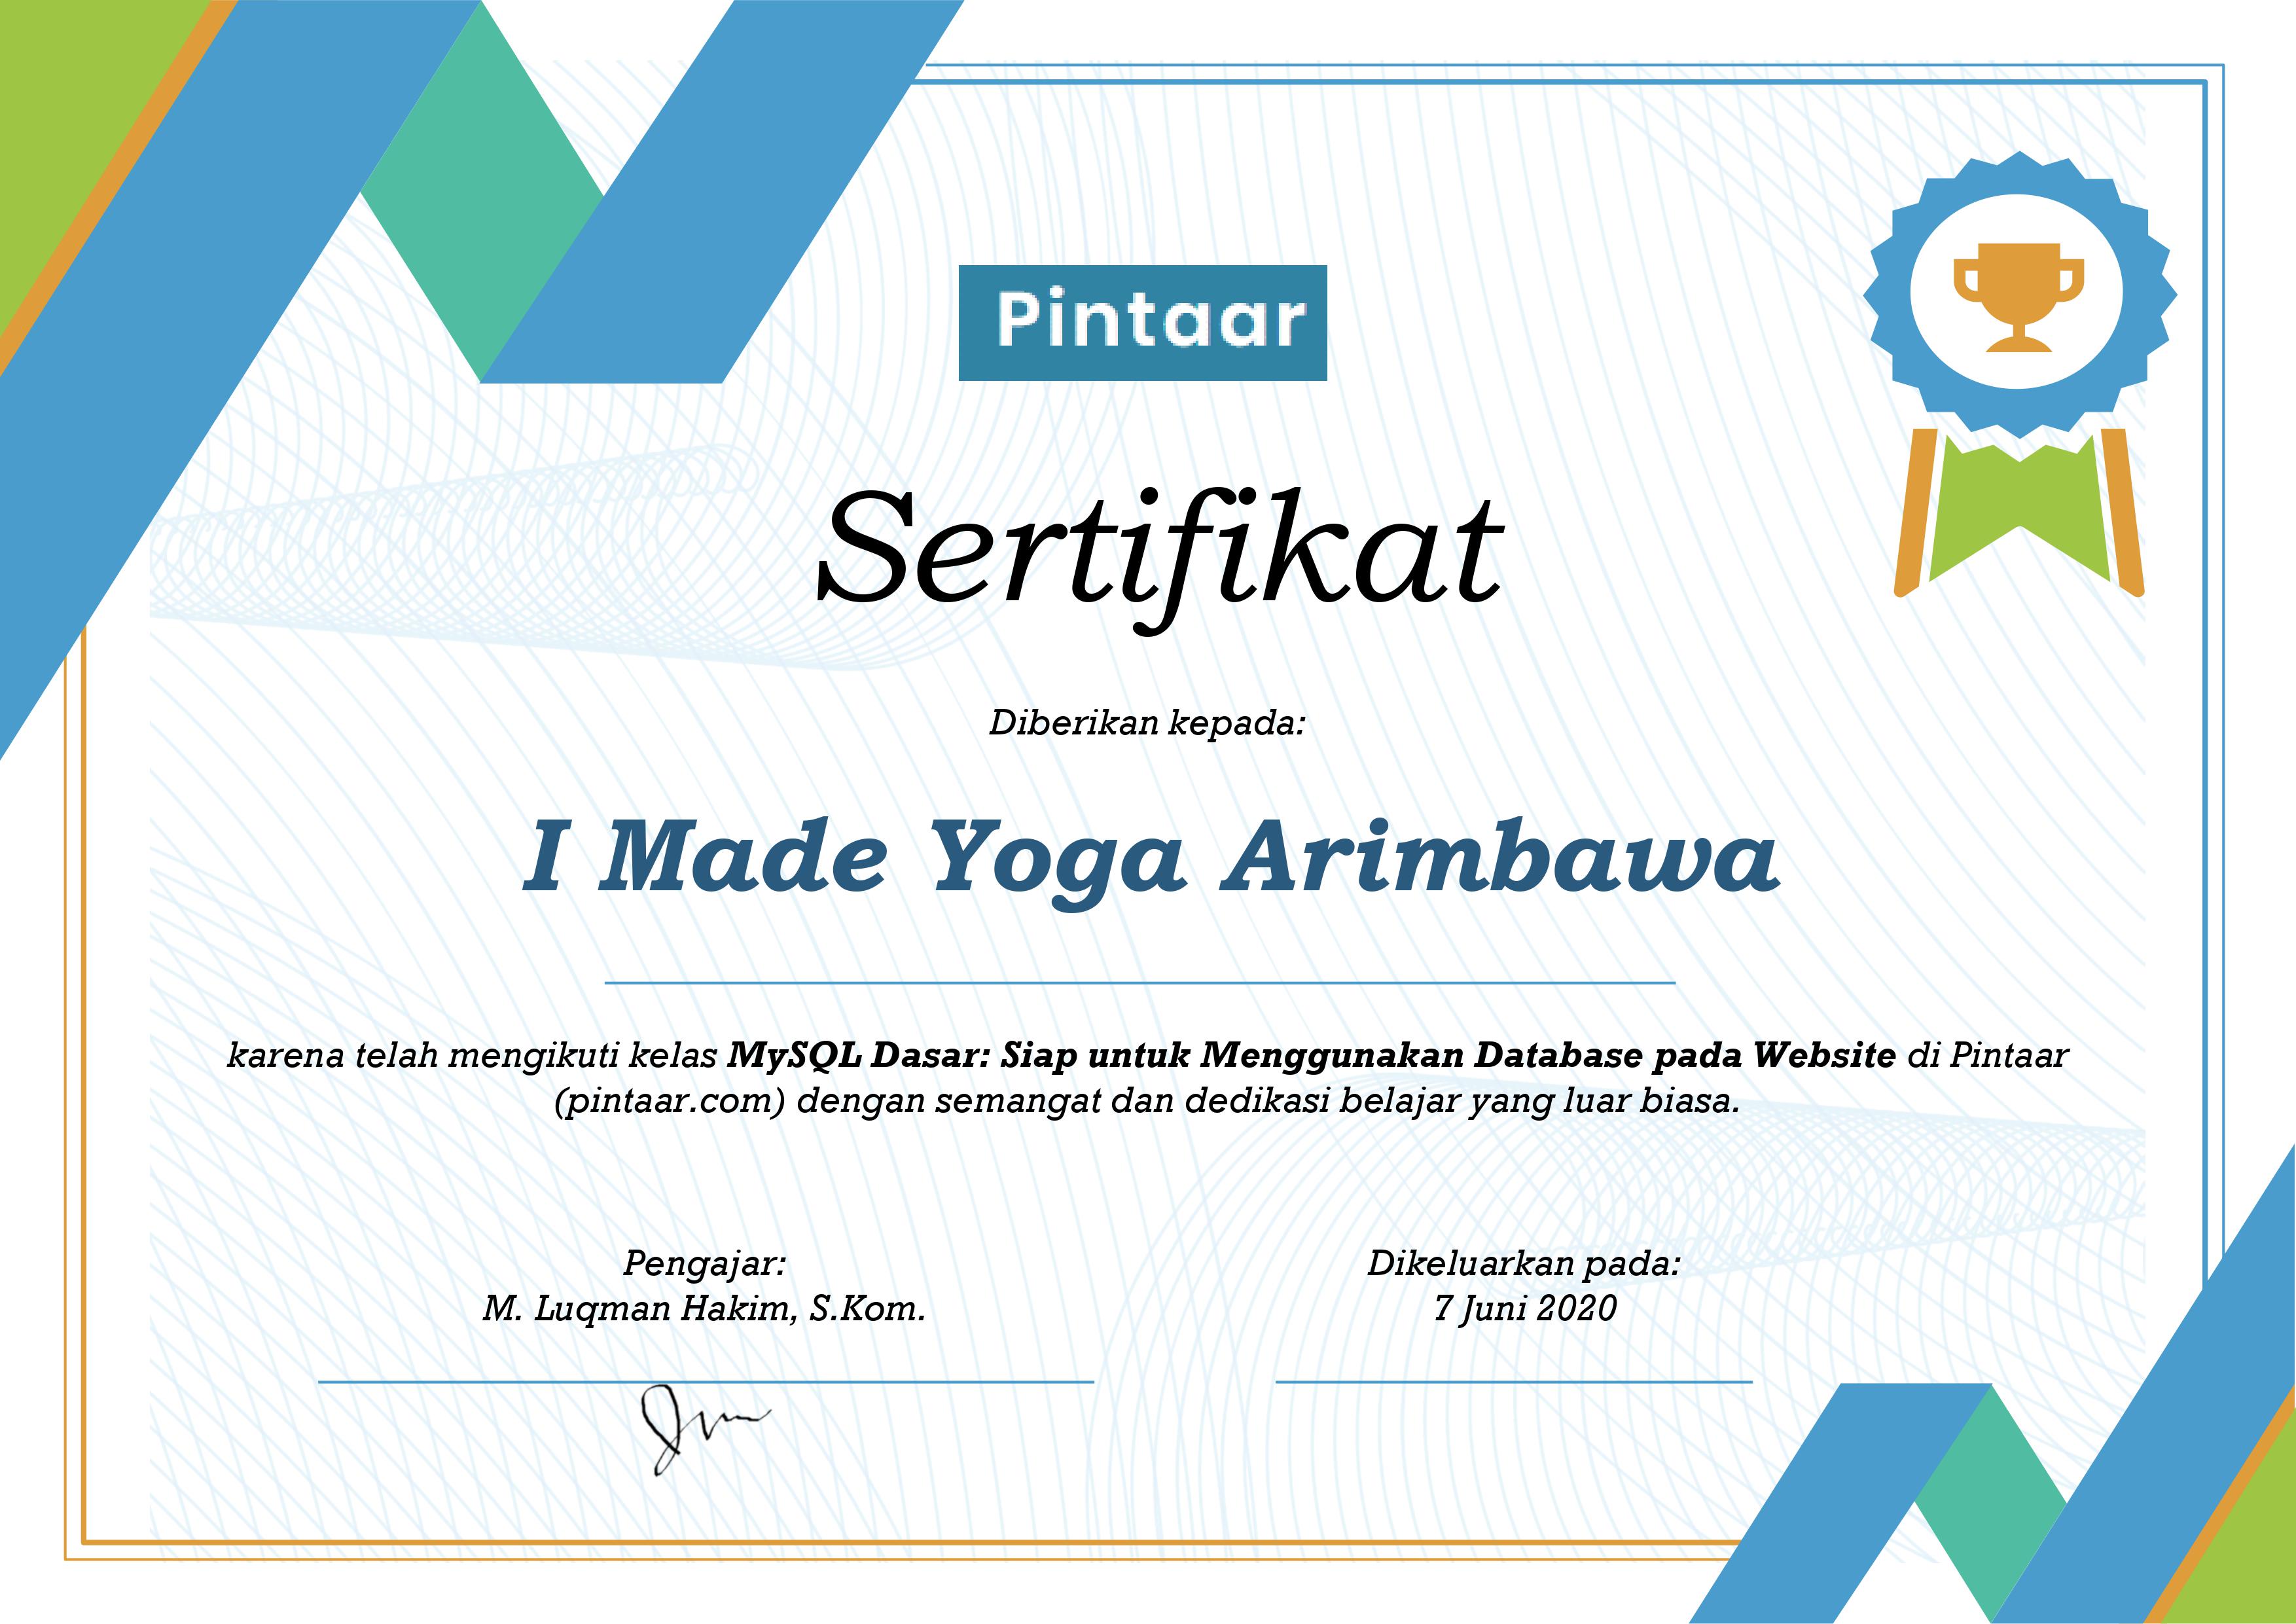 Pintaar
Sertifikat
Diberikan kepada:
I Made Yoga Arimbawa
karena telah mengikuti kelas MySQL Dasar: Siap untuk Menggunakan Database pada Website di Pintaar
(pintaar.com) dengan semangat dan dedikasi belajar yang luar biasa.
Pengajar:
M. Luqman Hakim, S.Kom.
Dikeluarkan pada:
7 Juni 2020